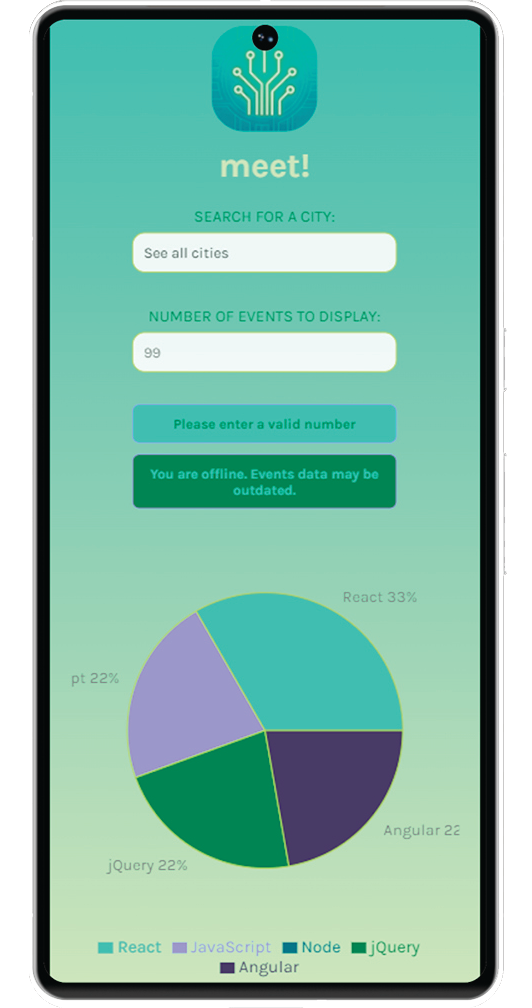 meet!
SEARCH FOR A CITY:
See all cities
NUMBER OF EVENTS TO DISPLAY:
99
Please enter a valid number
You are offline. Events data may be
outdated.
React 33%
pt 22%
Angular 22
jQuery 22%
React JavaScript Node jQuery
Angular